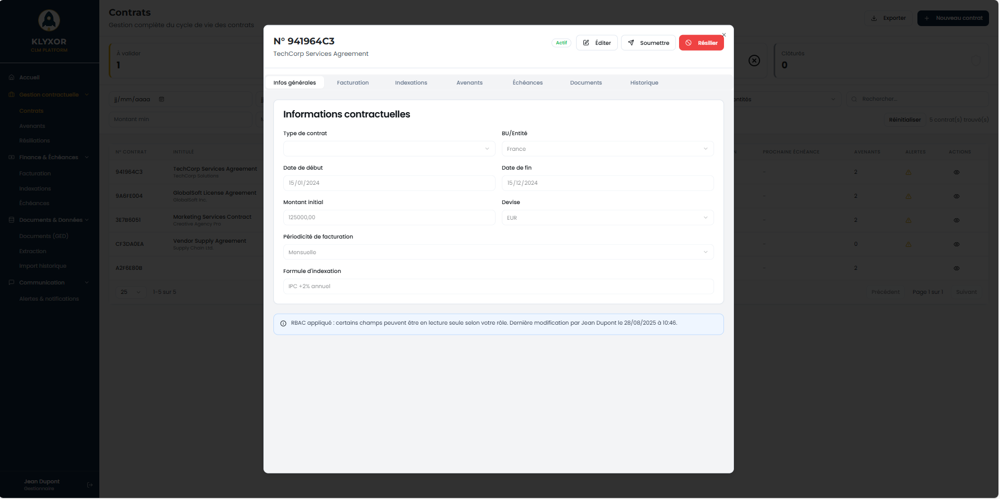 KLYXOR
CLM PLATFORM
Accueil
Gestion contractuelle
Contrats
Avenants
Résiliations
Finance & Échéances
Facturation
Indexations
Échéances
Documents & Données
Documents (GED)
Extraction
Import historique
Communication
Alertes & notifications
Jean Dupont
Gestionnaire
Contrats
Gestion complète du cycle de vie des contrats
Exporter
Nouveau contrat
À valider
1
Clôturés
0
jj/mm/aaaa
entités
Rechercher...
Montant min
Réinitialiser
5 contrat(s) trouvé(s)
N° CONTRAT INTITULÉ PROCHAINE ÉCHÉANCE AVENANTS ALERTES ACTIONS
941964C3 TechCorp Services Agreement - 2
TechCorp Solutions
9A6FE004 GlobalSoft License Agreement - 2
GlobalSoft Inc.
3E7B6051 Marketing Services Contract - 2
Creative Agency Pro
CF3DA0EA Vendor Supply Agreement - 0
Supply Chain Ltd.
A2F6E80B - 2
25 1-5 sur 5 Précédent Page 1 sur 1 Suivant
N° 941964C3
TechCorp Services Agreement
Actif
Éditer
Soumettre
Résilier
Infos générales Facturation Indexations Avenants Échéances Documents Historique
Informations contractuelles
Type de contrat
BU/Entité
France
Date de début
15/01/2024
Date de fin
15/12/2024
Montant initial
125000,00
Devise
EUR
Périodicité de facturation
Mensuelle
Formule d'indexation
IPC +2% annuel
RBAC appliqué : certains champs peuvent être en lecture seule selon votre rôle. Dernière modification par Jean Dupont le 28/08/2025 à 10:46.